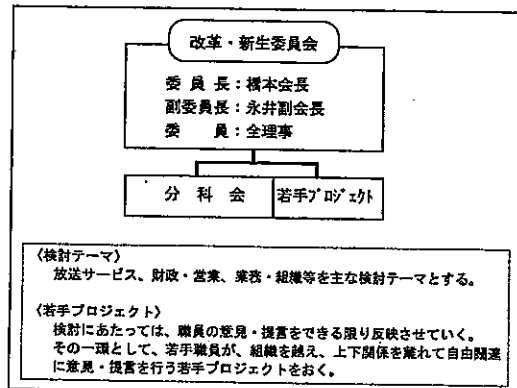 改革・新生委員会
委 員 長：橋本会長
副委員長：永井副会長
委　　員：全理事
分 科 会
若手プロジェクト
〈検討テーマ〉
放送サービス、財政・営業、業務・組織等を主な検討テーマとする。
〈若手プロジェクト〉
検討にあたっては、職員の意見・提言をできる限り反映させていく。
その一環として、若手職員が、組織を越え、上下関係を離れて自由闊達
に意見・提言を行う若手プロジェクトをおく。